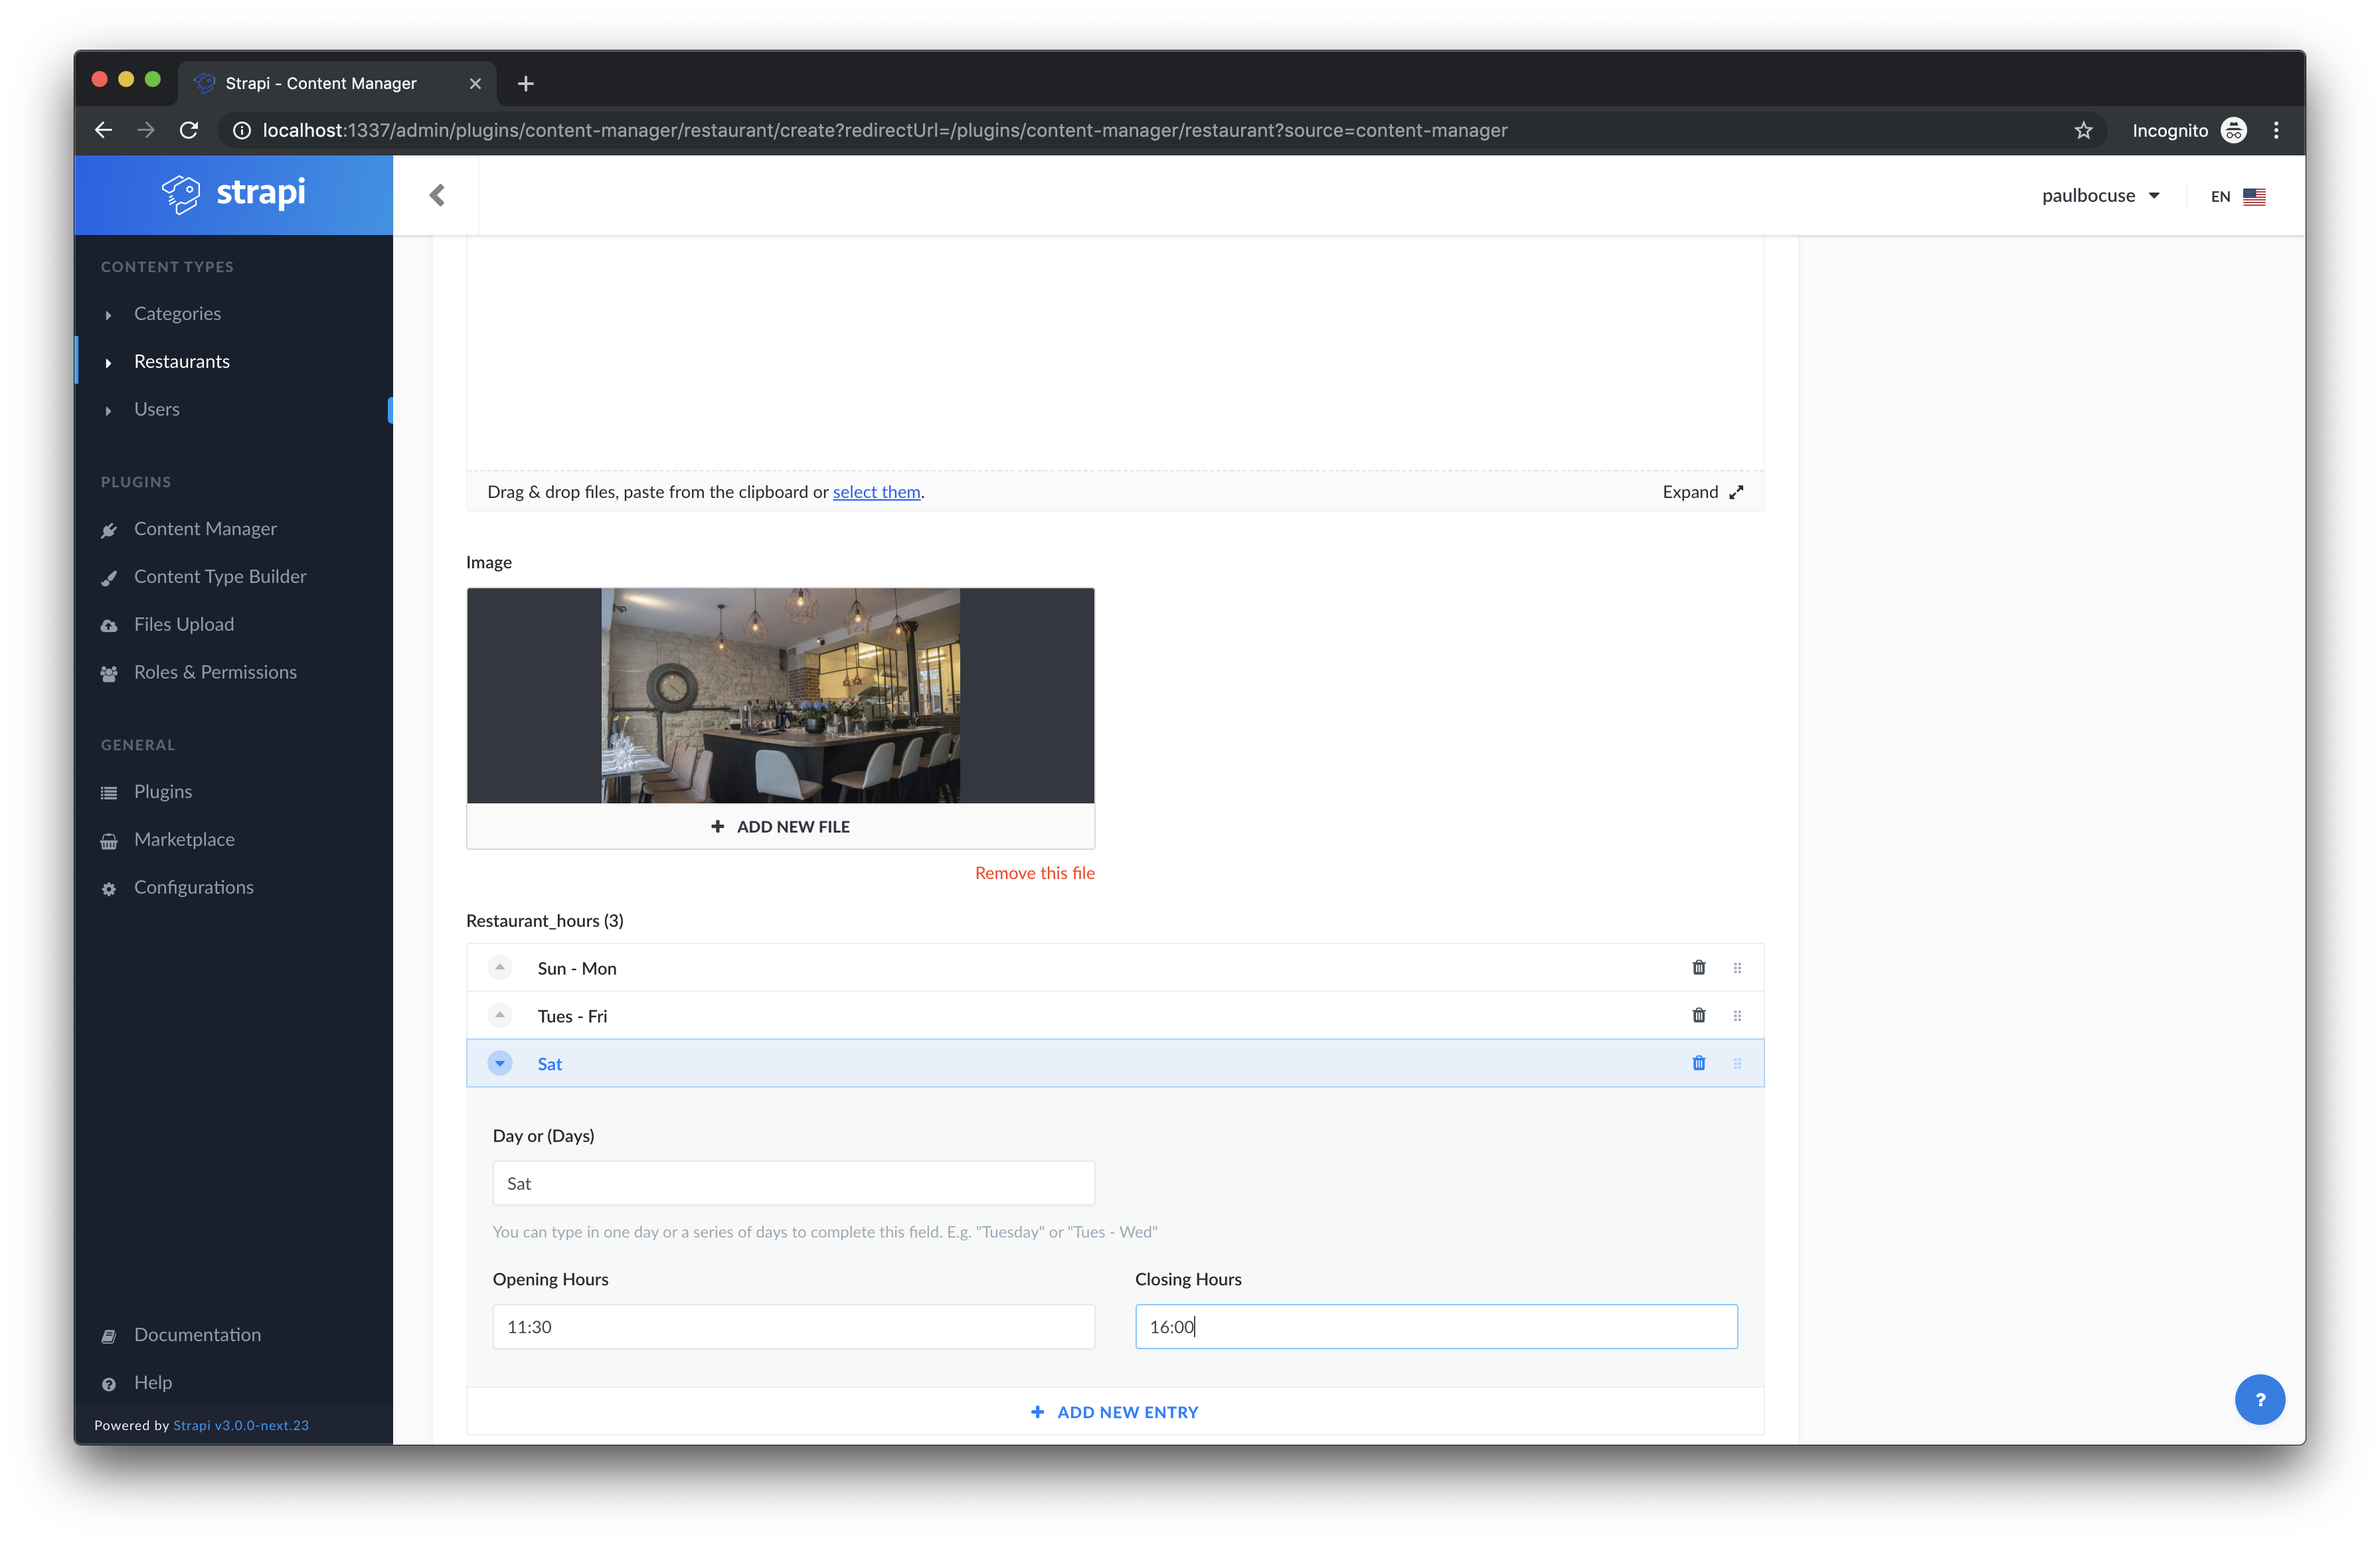 Strapi - Content Manager
localhost:1337/admin/plugins/content-manager/restaurant/create?redirectUrl=/plugins/content-manager/restaurant?source=content-manager
Incognito
strapi
paulbocuse
EN
CONTENT TYPES
Categories
Restaurants
Users
PLUGINS
Content Manager
Content Type Builder
Files Upload
Roles & Permissions
GENERAL
Plugins
Marketplace
Configurations
Documentation
Help
Powered by Strapi v3.0.0-next.23
Drag & drop files, paste from the clipboard or select them.
Expand
Image
ADD NEW FILE
Remove this file
Restaurant_hours (3)
Sun - Mon
Tues - Fri
Sat
Day or (Days)
Sat
You can type in one day or a series of days to complete this field. E.g. "Tuesday" or "Tues - Wed"
Opening Hours
Closing Hours
11:30
16:00
ADD NEW ENTRY
?